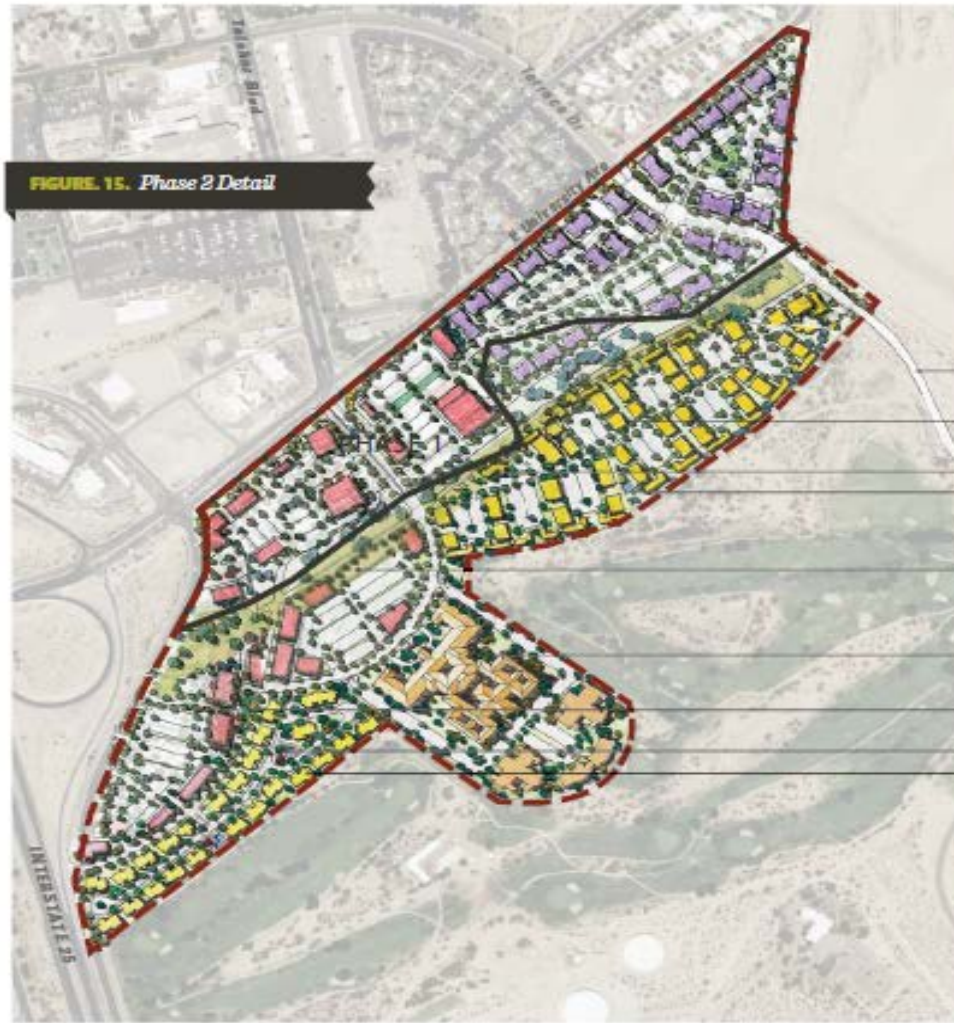 Telshor Blvd
Terrace Dr
FIGURE. 15. Phase 2 Detail
University Ave
PHASE 1
INTERSTATE 25